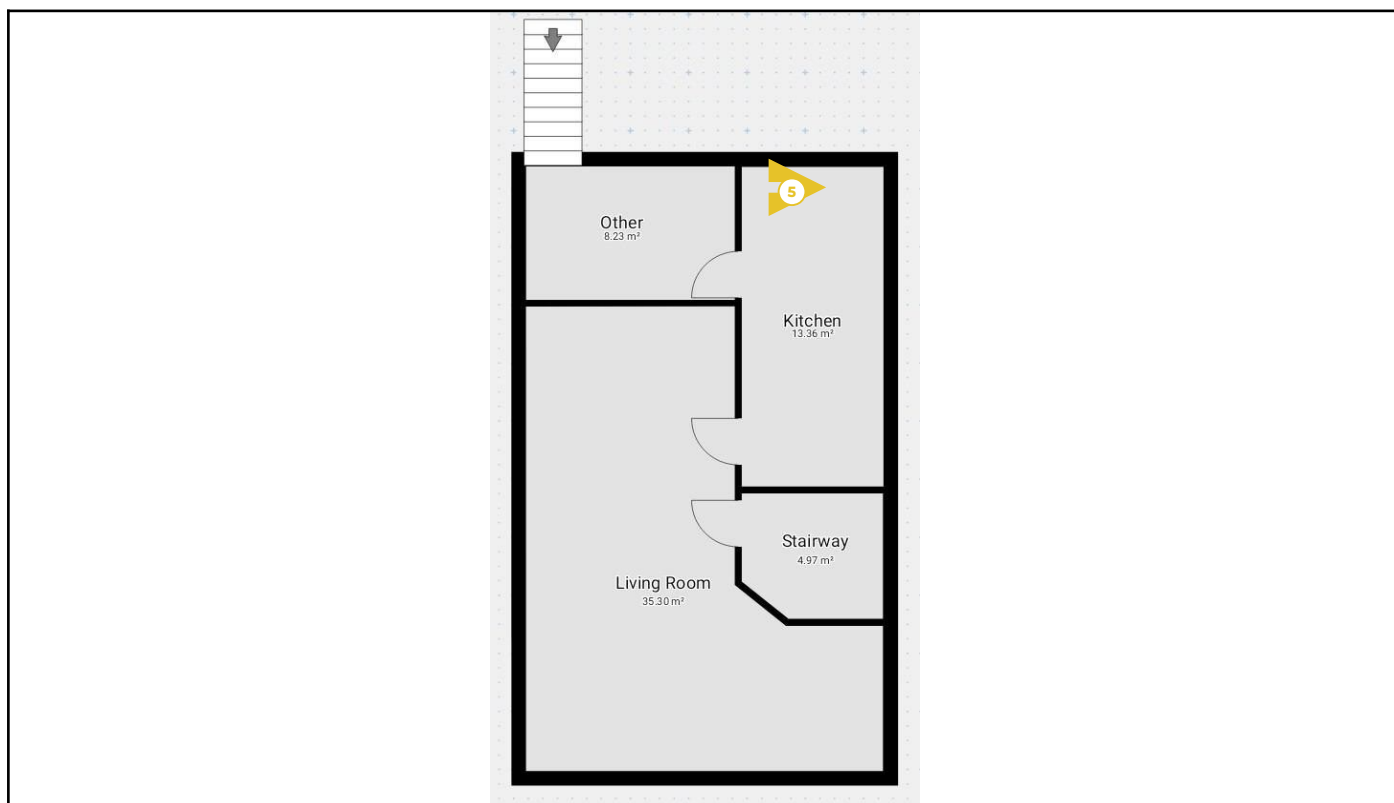 5
Other
8.23 m²
Kitchen
13.36 m²
Stairway
4.97 m²
Living Room
35.30 m²